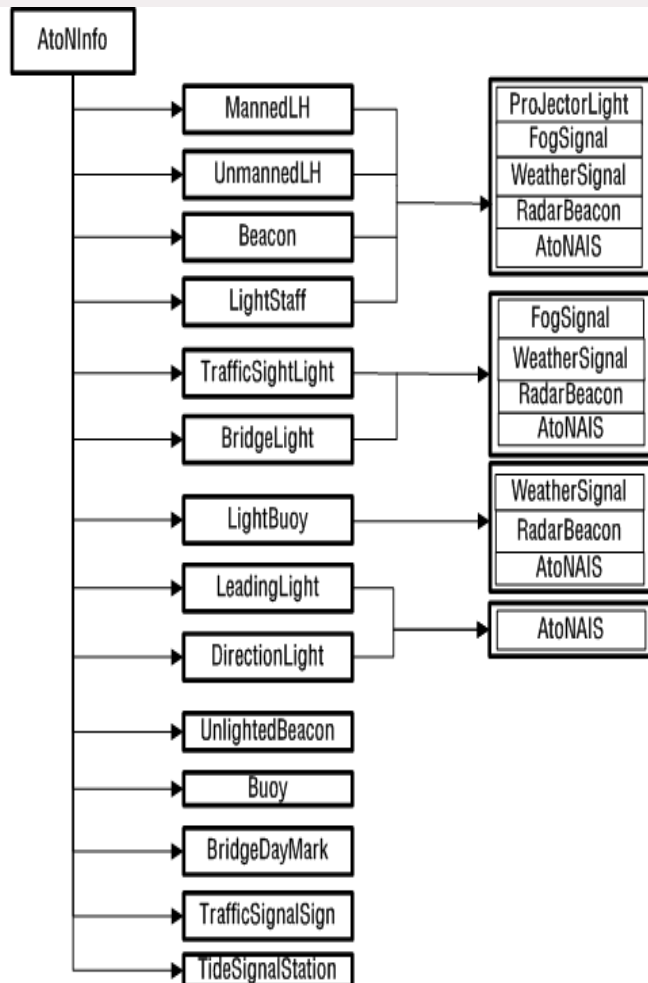 AtoNInfo
MannedLH
UnmannedLH
Beacon
LightStaff
TrafficSightLight
BridgeLight
LightBuoy
LeadingLight
DirectionLight
UnlightedBeacon
Buoy
BridgeDayMark
TrafficSignalSign
TideSignalStation
ProJectorLight
FogSignal
WeatherSignal
RadarBeacon
AtoNAIS
FogSignal
WeatherSignal
RadarBeacon
AtoNAIS
WeatherSignal
RadarBeacon
AtoNAIS
AtoNAIS